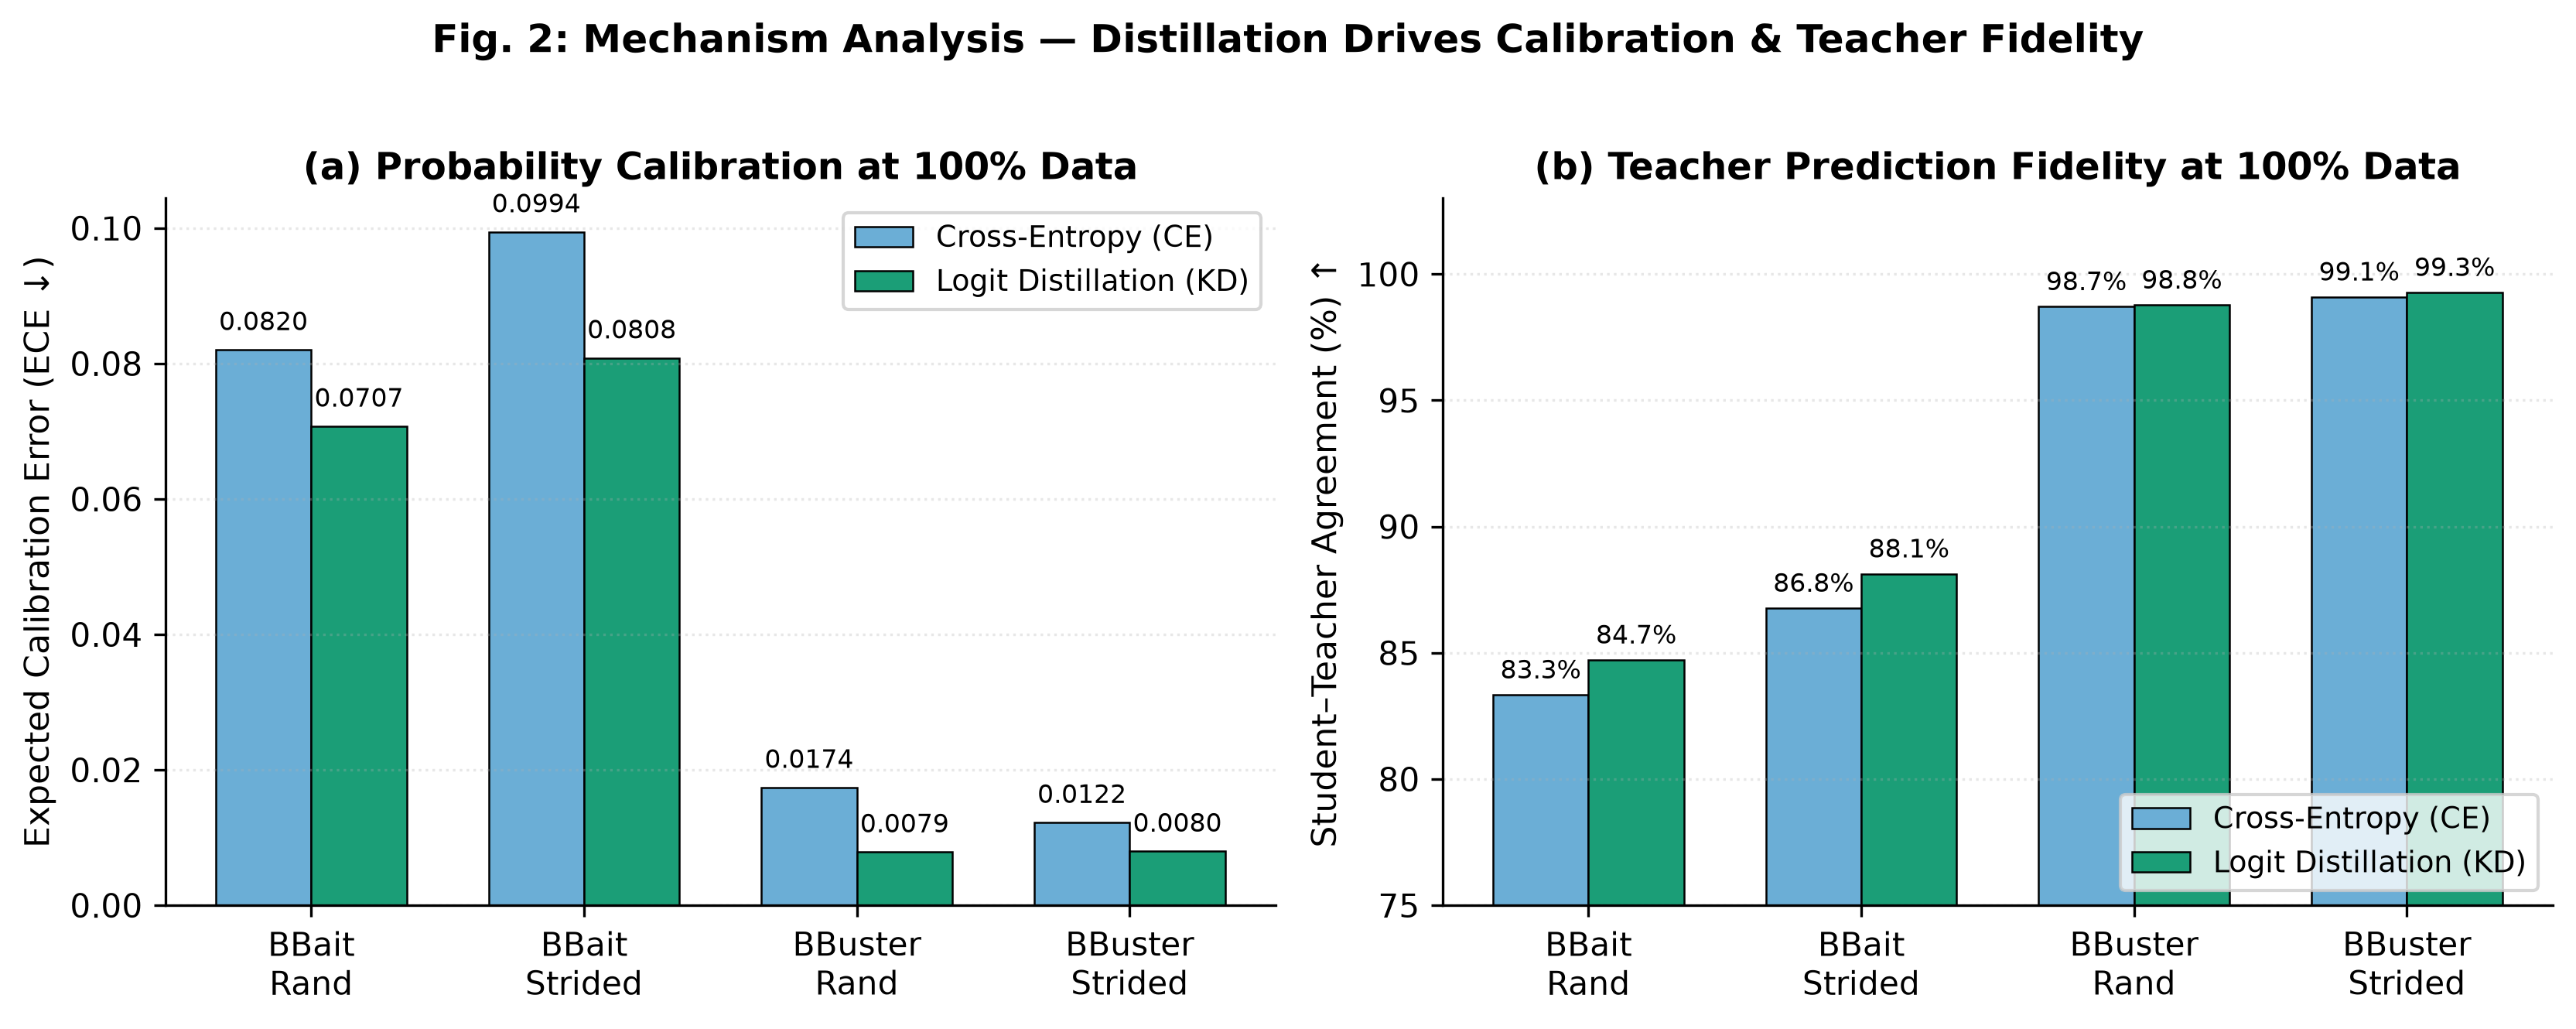 Fig. 2: Mechanism Analysis — Distillation Drives Calibration & Teacher Fidelity
(a) Probability Calibration at 100% Data
Expected Calibration Error (ECE ↓)
0.10
0.08
0.06
0.04
0.02
0.00
0.0820
0.0707
0.0994
0.0808
0.0174
0.0079
0.0122
0.0080
Cross-Entropy (CE)
Logit Distillation (KD)
BBait
Rand
BBait
Strided
BBuster
Rand
BBuster
Strided
(b) Teacher Prediction Fidelity at 100% Data
Student–Teacher Agreement (%) ↑
100
95
90
85
80
75
83.3%
84.7%
86.8%
88.1%
98.7%
98.8%
99.1%
99.3%
Cross-Entropy (CE)
Logit Distillation (KD)
BBait
Rand
BBait
Strided
BBuster
Rand
BBuster
Strided